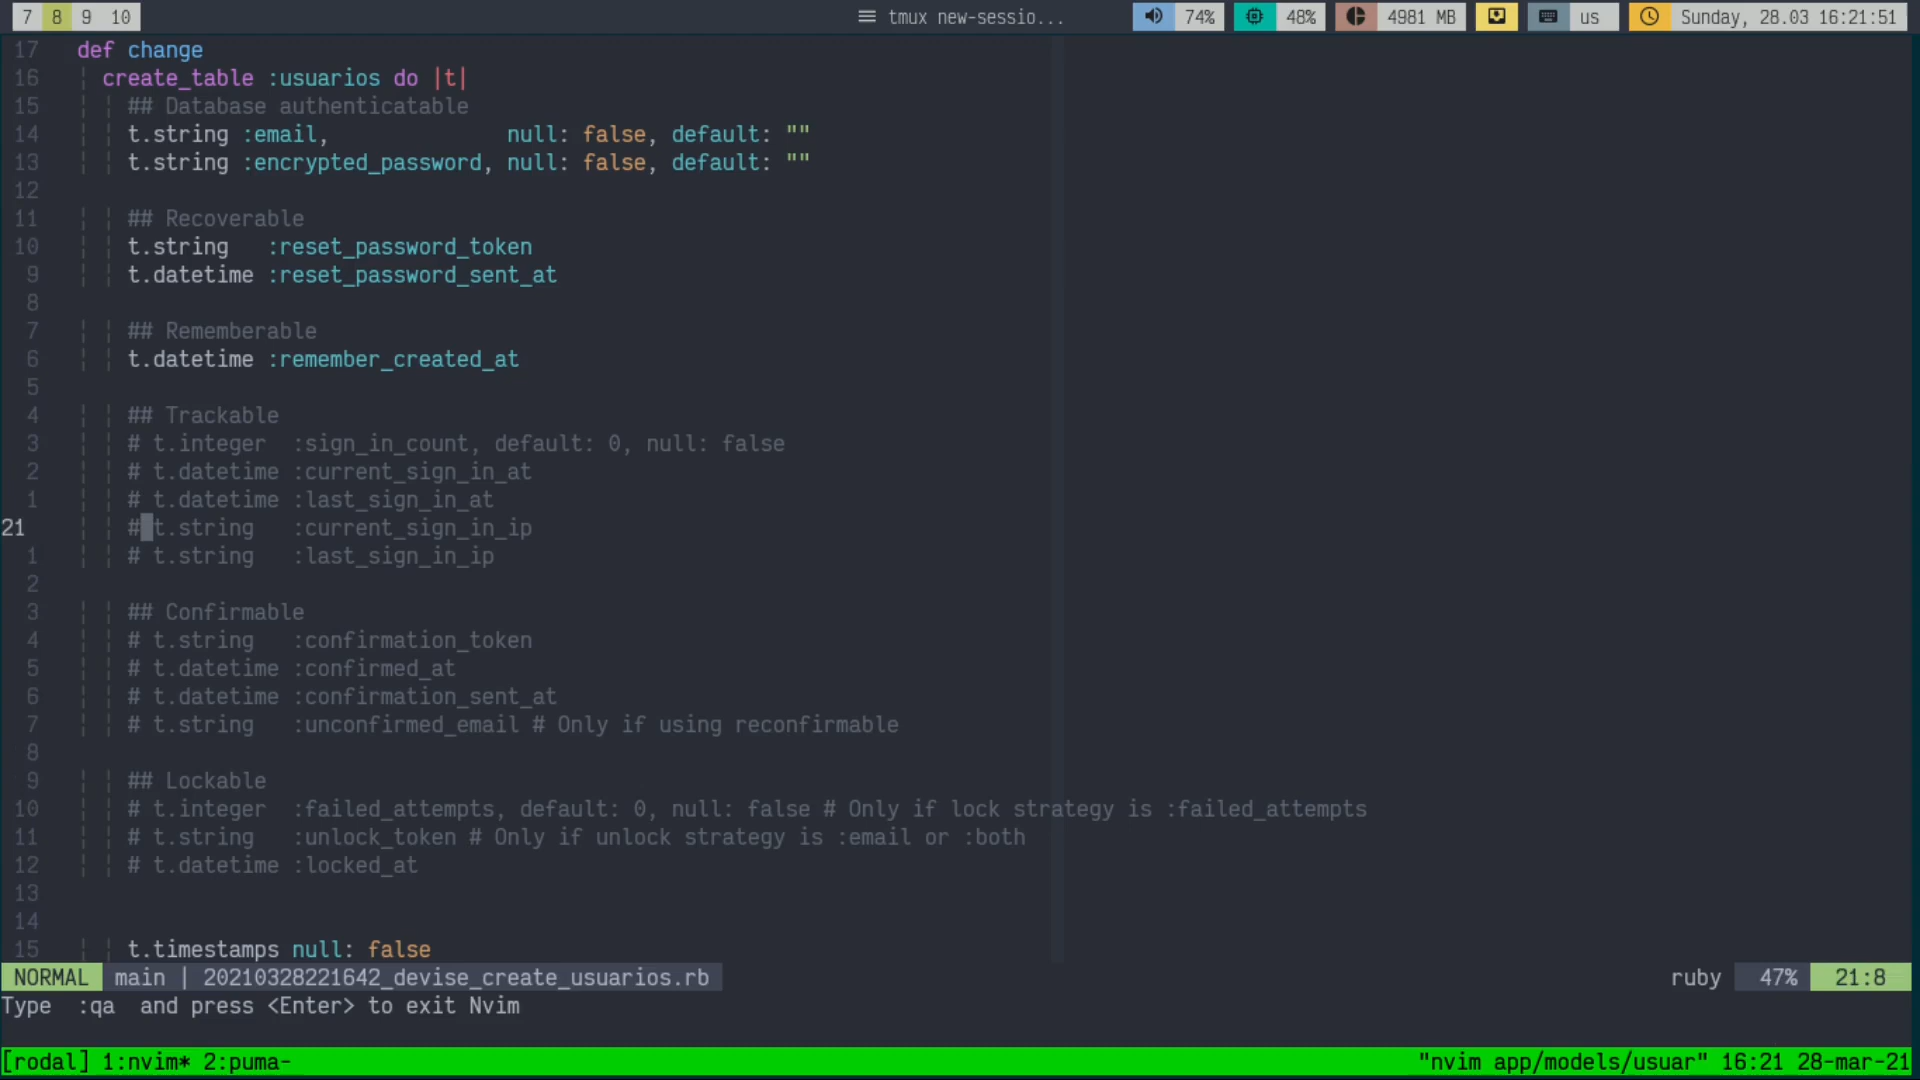 7 8 9 10 tmux new-sessio... 74% 48% 4981 MB us Sunday, 28.03 16:21:51
17 def change
16 create_table :usuarios do |t|
15 ## Database authenticatable
14 t.string :email, null: false, default: ""
13 t.string :encrypted_password, null: false, default: ""
12
11 ## Recoverable
10 t.string :reset_password_token
9 t.datetime :reset_password_sent_at
8
7 ## Rememberable
6 t.datetime :remember_created_at
5
4 ## Trackable
3 # t.integer :sign_in_count, default: 0, null: false
2 # t.datetime :current_sign_in_at
1 # t.datetime :last_sign_in_at
21 # t.string :current_sign_in_ip
1 # t.string :last_sign_in_ip
2
3 ## Confirmable
4 # t.string :confirmation_token
5 # t.datetime :confirmed_at
6 # t.datetime :confirmation_sent_at
7 # t.string :unconfirmed_email # Only if using reconfirmable
8
9 ## Lockable
10 # t.integer :failed_attempts, default: 0, null: false # Only if lock strategy is :failed_attempts
11 # t.string :unlock_token # Only if unlock strategy is :email or :both
12 # t.datetime :locked_at
13
14
15 t.timestamps null: false
NORMAL main | 20210328221642_devise_create_usuarios.rb ruby 47% 21:8
Type :qa and press <Enter> to exit Nvim
[rodal] 1:nvim* 2:puma- "nvim app/models/usuar" 16:21 28-mar-21